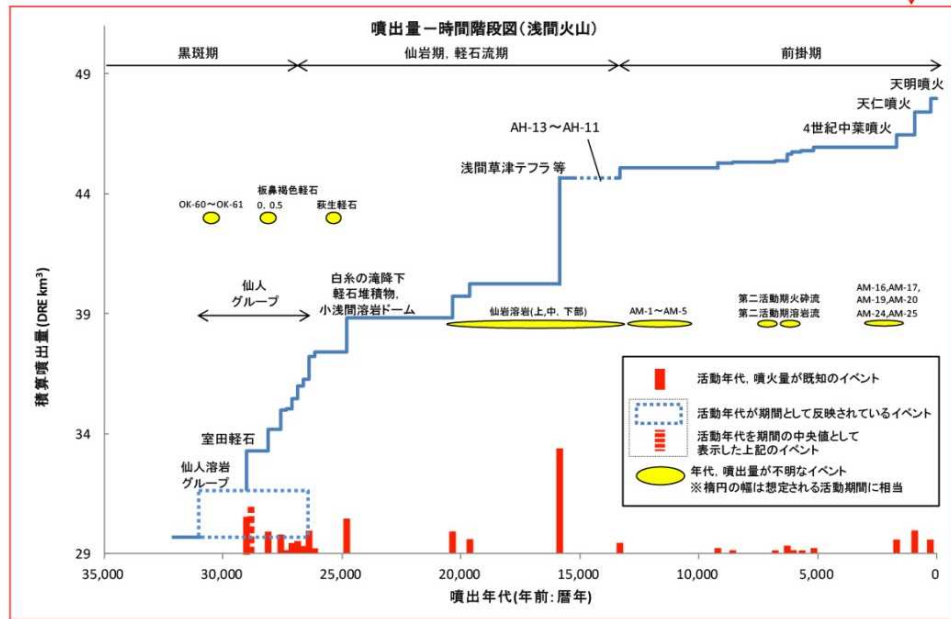 噴出量－時間階段図(浅間火山)
黒斑期
仙岩期，軽石流期
前掛期
49
44
39
34
29
積算噴出量(DRE km³)
天明噴火
天仁噴火
4世紀中葉噴火
AH-13～AH-11
浅間草津テフラ等
OK-60～OK-61
板鼻褐色軽石
0，0.5
萩生軽石
仙人
グループ
白糸の滝降下
軽石堆積物，
小浅間溶岩ドーム
仙岩溶岩(上，中，下部)
AM-1～AM-5
第二活動期火砕流
第二活動期溶岩流
AM-16,AM-17,
AM-19,AM-20
AM-24,AM-25
室田軽石
仙人溶岩
グループ
活動年代，噴火量が既知のイベント
活動年代が期間として反映されているイベント
活動年代を期間の中央値として
表示した上記のイベント
年代，噴出量が不明なイベント
※楕円の幅は想定される活動期間に相当
35,000
30,000
25,000
20,000
15,000
10,000
5,000
0
噴出年代(年前：暦年)